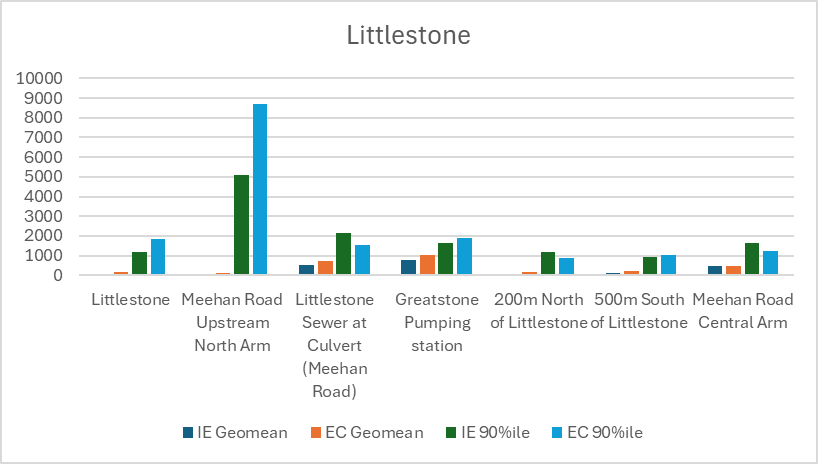 Littlestone
10000
9000
8000
7000
6000
5000
4000
3000
2000
1000
0
Littlestone
Meehan Road
Upstream
North Arm
Littlestone
Sewer at
Culvert
(Meehan
Road)
Greatstone
Pumping
station
200m North
of Littlestone
500m South
of Littlestone
Meehan Road
Central Arm
IE Geomean
EC Geomean
IE 90%ile
EC 90%ile